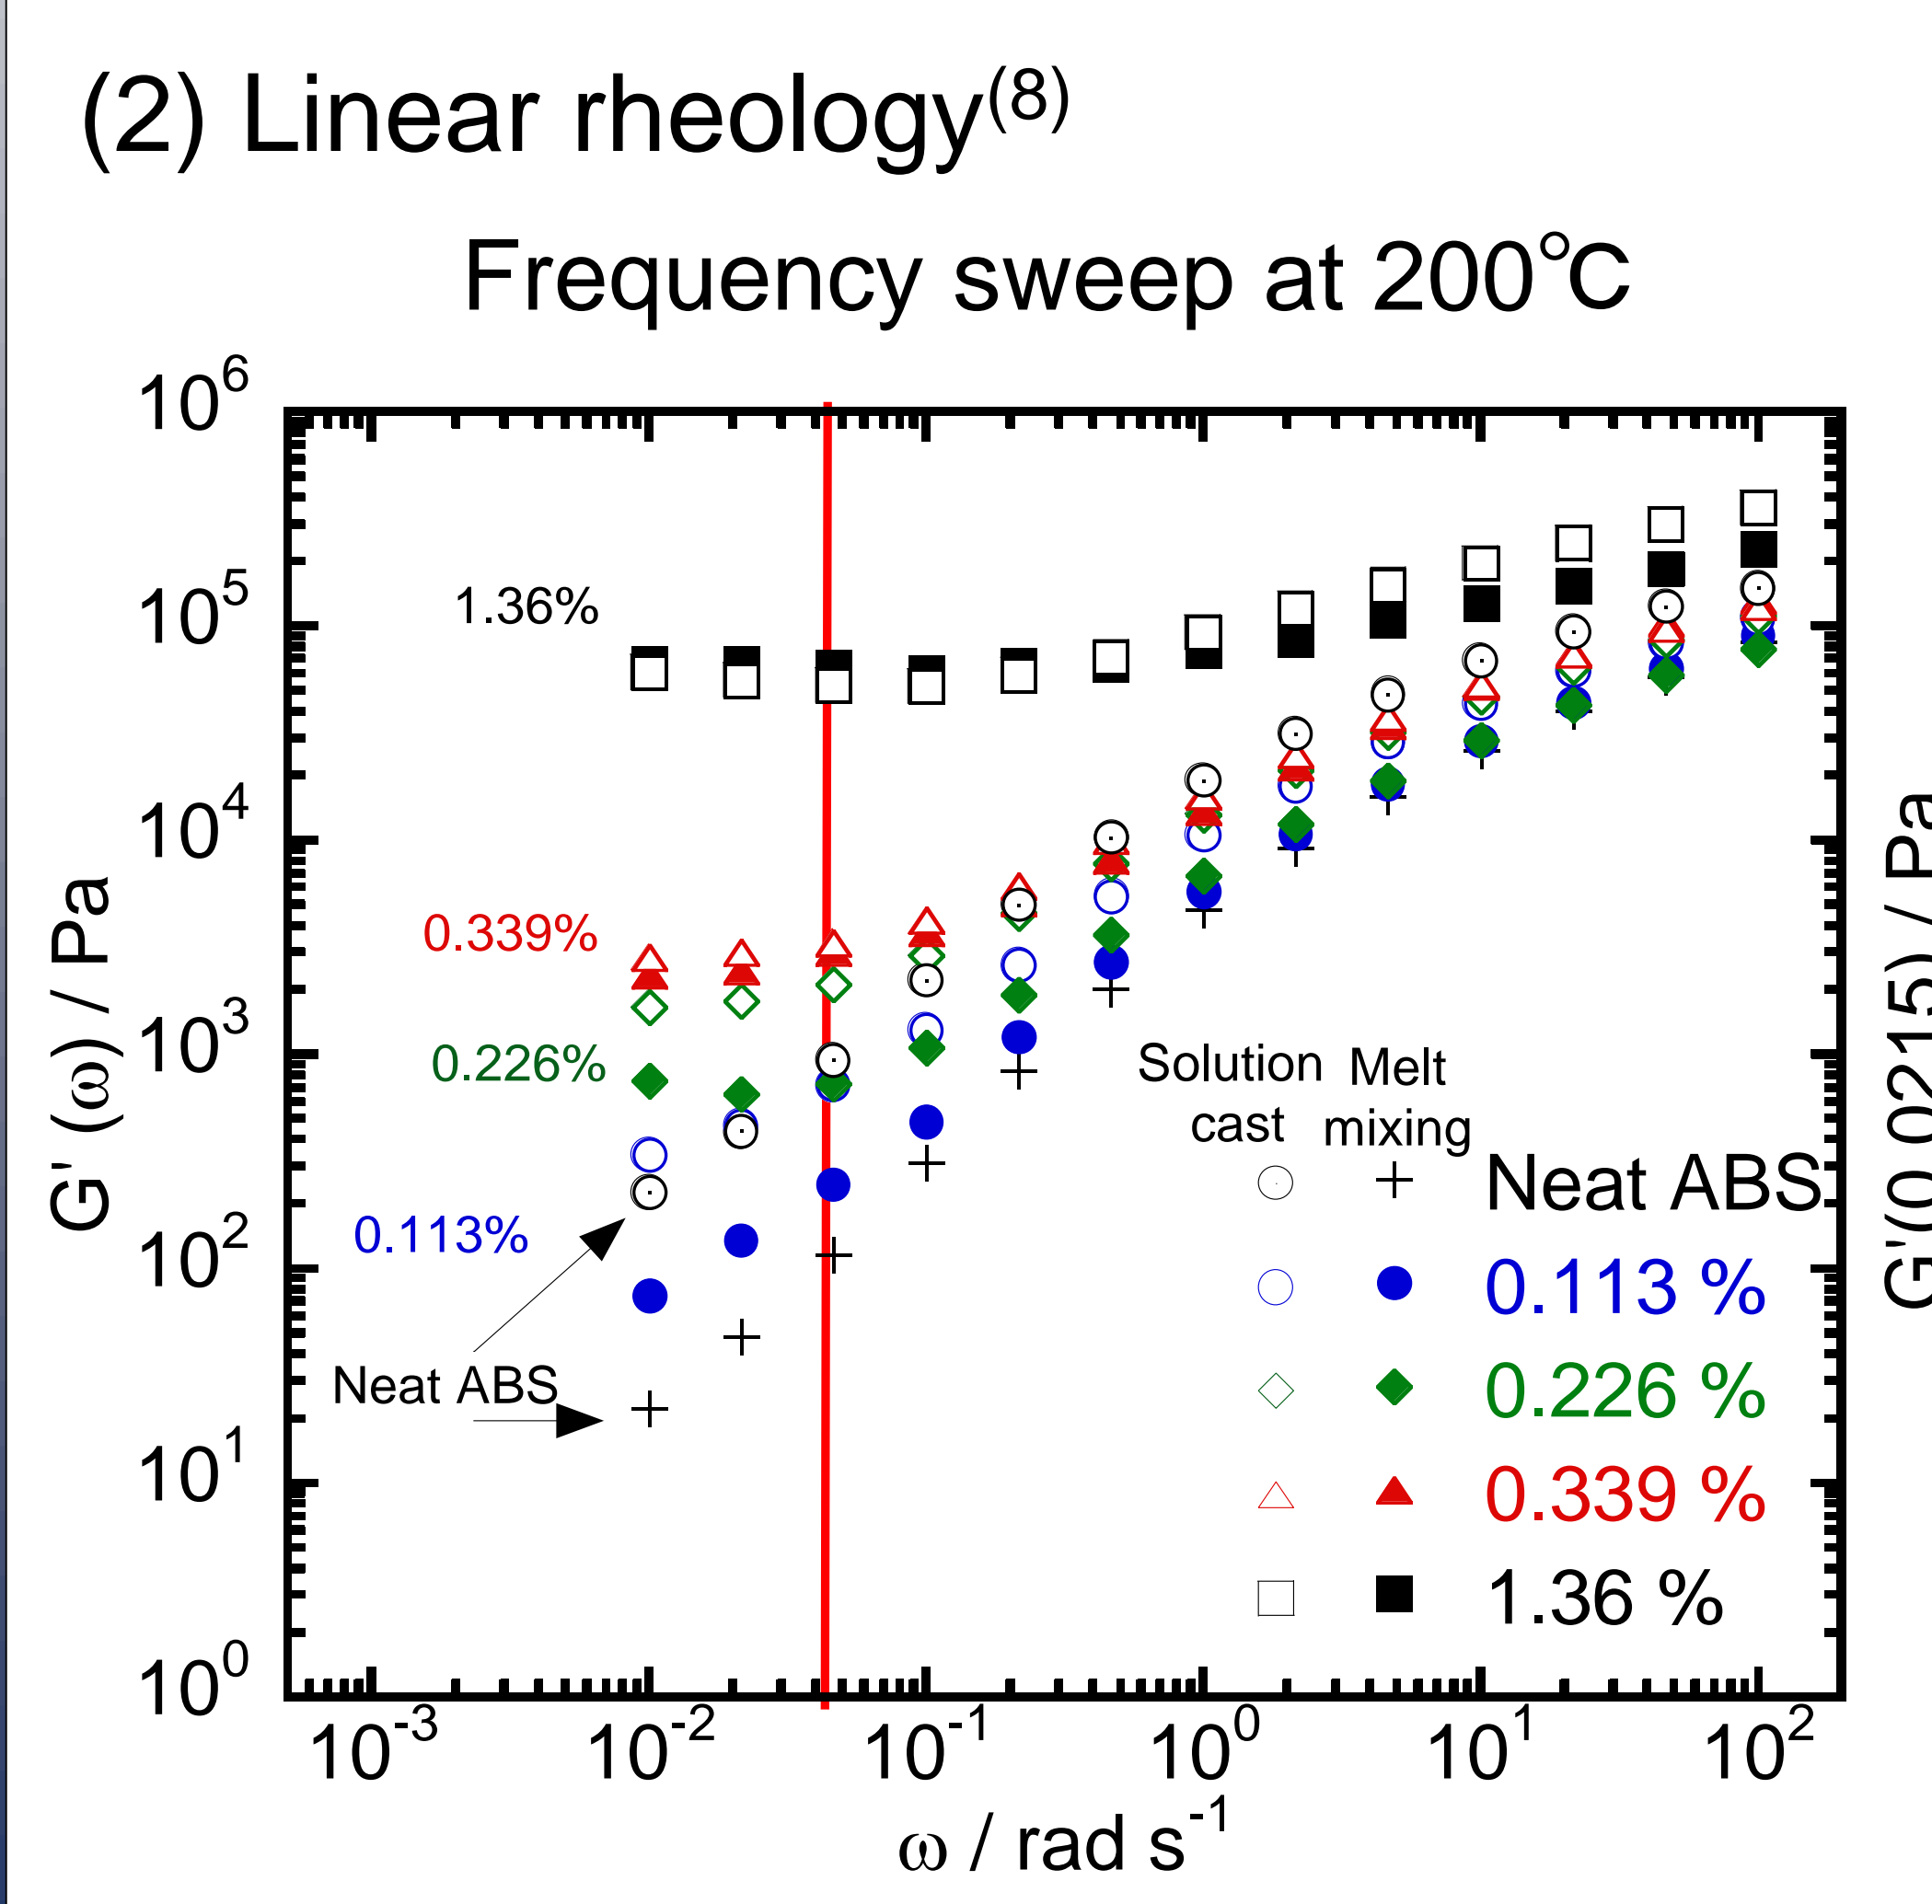 (2) Linear rheology(8)
Frequency sweep at 200℃
10^6
10^5
10^4
10^3
10^2
10^1
10^0
G' (ω) / Pa
1.36%
0.339%
0.226%
0.113%
Neat ABS
Solution cast
Melt mixing
Neat ABS
0.113 %
0.226 %
0.339 %
1.36 %
10^-3 10^-2 10^-1 10^0 10^1 10^2
ω / rad s^-1
G'(0.0215) / Pa